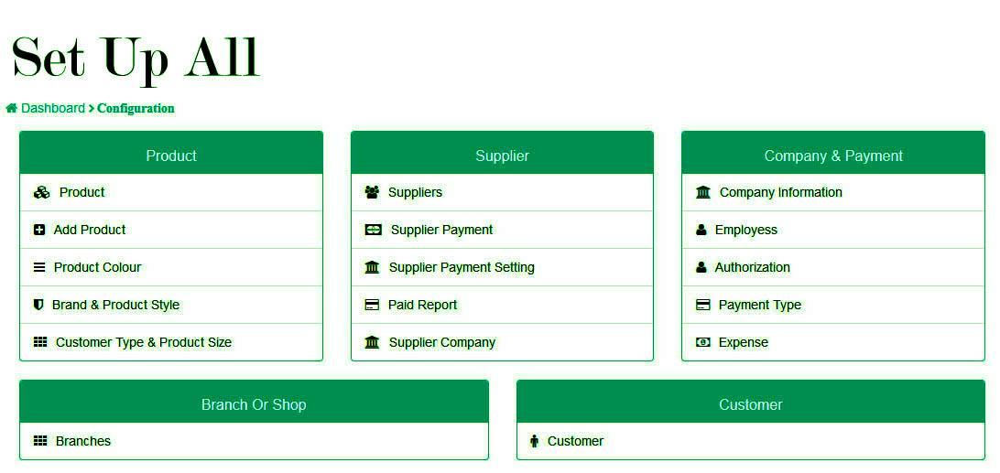 Set Up All
Dashboard > Configuration
Product
Product
Add Product
Product Colour
Brand & Product Style
Customer Type & Product Size
Supplier
Suppliers
Supplier Payment
Supplier Payment Setting
Paid Report
Supplier Company
Company & Payment
Company Information
Employess
Authorization
Payment Type
Expense
Branch Or Shop
Branches
Customer
Customer